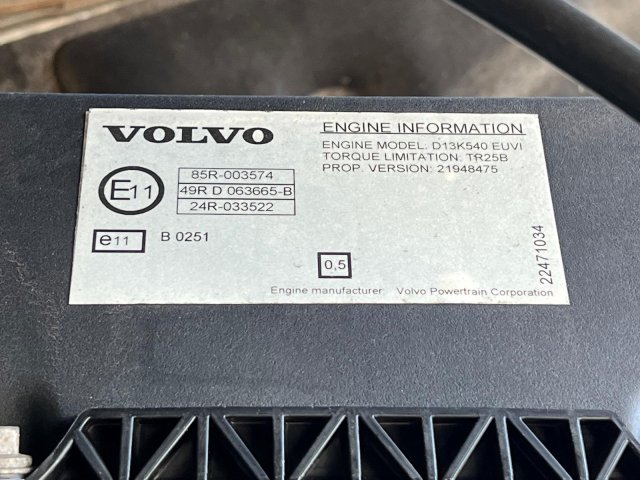 VOLVO
ENGINE INFORMATION
ENGINE MODEL. D13K540 EUVI
TORQUE LIMITATION: TR25B
PROP. VERSION: 21948475
E11
85R-003574
49R D 063665-B
24R-033522
e11 B 0251
0,5
Engine manufacturer Volvo Powertrain Corporation
22471034